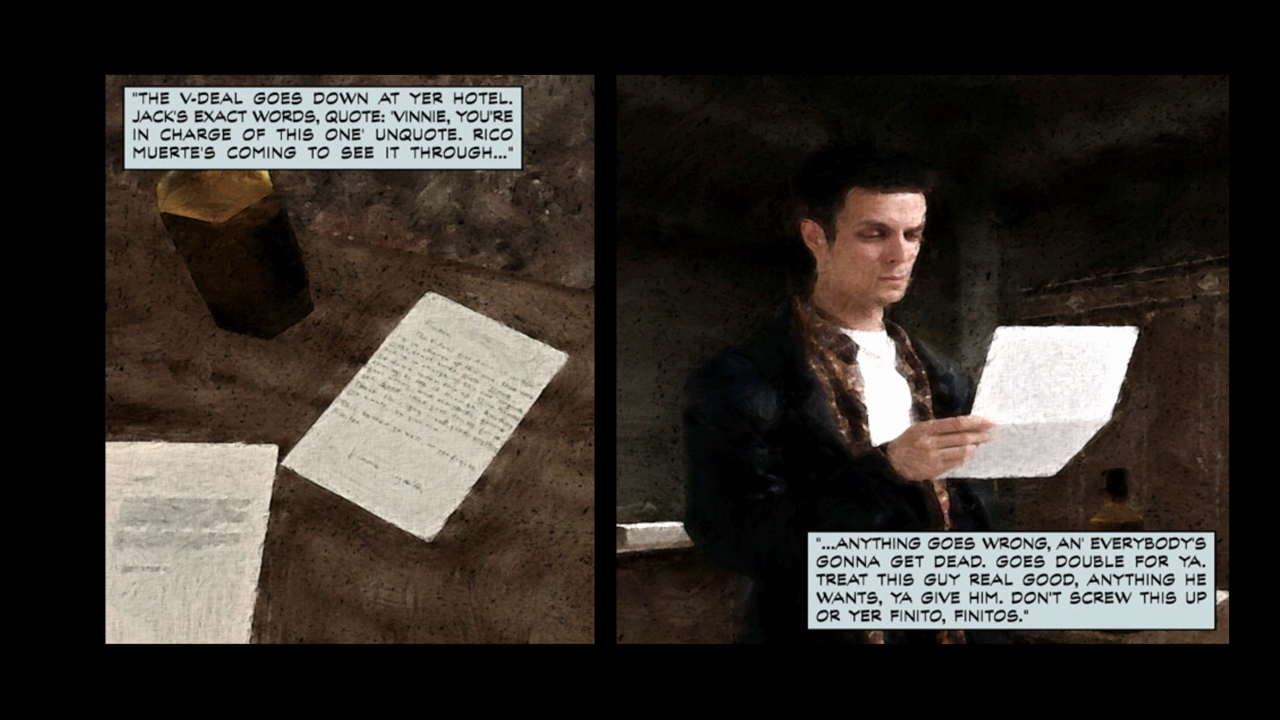 "THE V-DEAL GOES DOWN AT YER HOTEL.
JACK'S EXACT WORDS, QUOTE: 'VINNIE, YOU'RE
IN CHARGE OF THIS ONE' UNQUOTE. RICO
MUERTE'S COMING TO SEE IT THROUGH..."
"...ANYTHING GOES WRONG, AN' EVERYBODY'S
GONNA GET DEAD. GOES DOUBLE FOR YA.
TREAT THIS GUY REAL GOOD, ANYTHING HE
WANTS, YA GIVE HIM. DON'T SCREW THIS UP
OR YER FINITO, FINITOS."